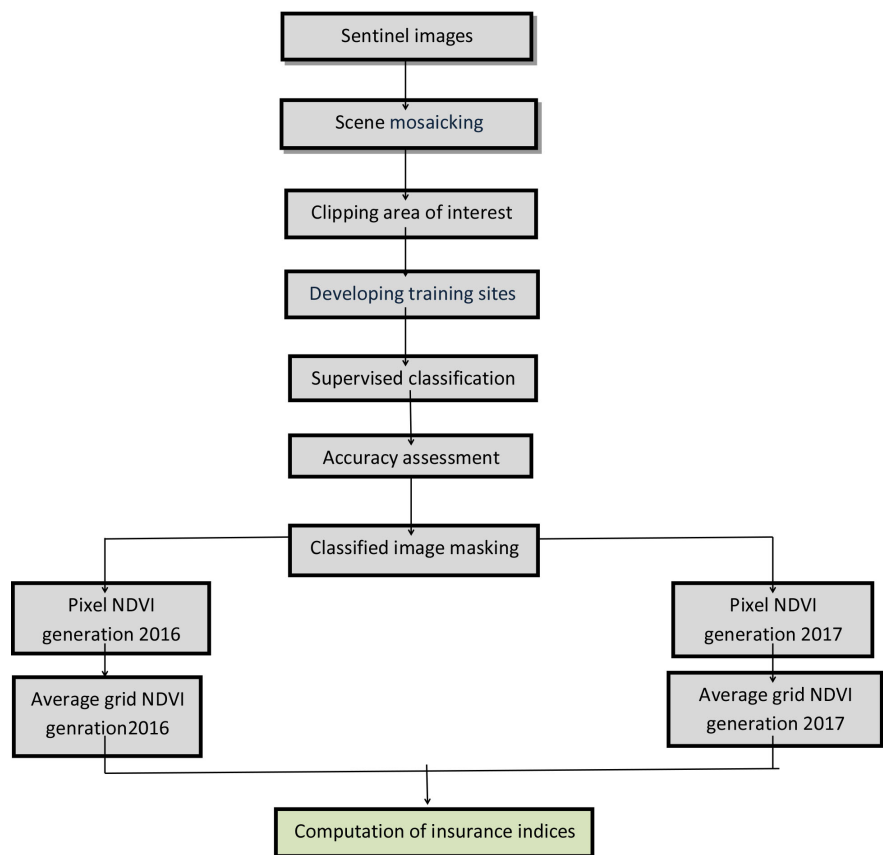 Sentinel images
Scene mosaicking
Clipping area of interest
Developing training sites
Supervised classification
Accuracy assessment
Classified image masking
Pixel NDVI
generation 2016
Pixel NDVI
generation 2017
Average grid NDVI
genration2016
Average grid NDVI
generation 2017
Computation of insurance indices